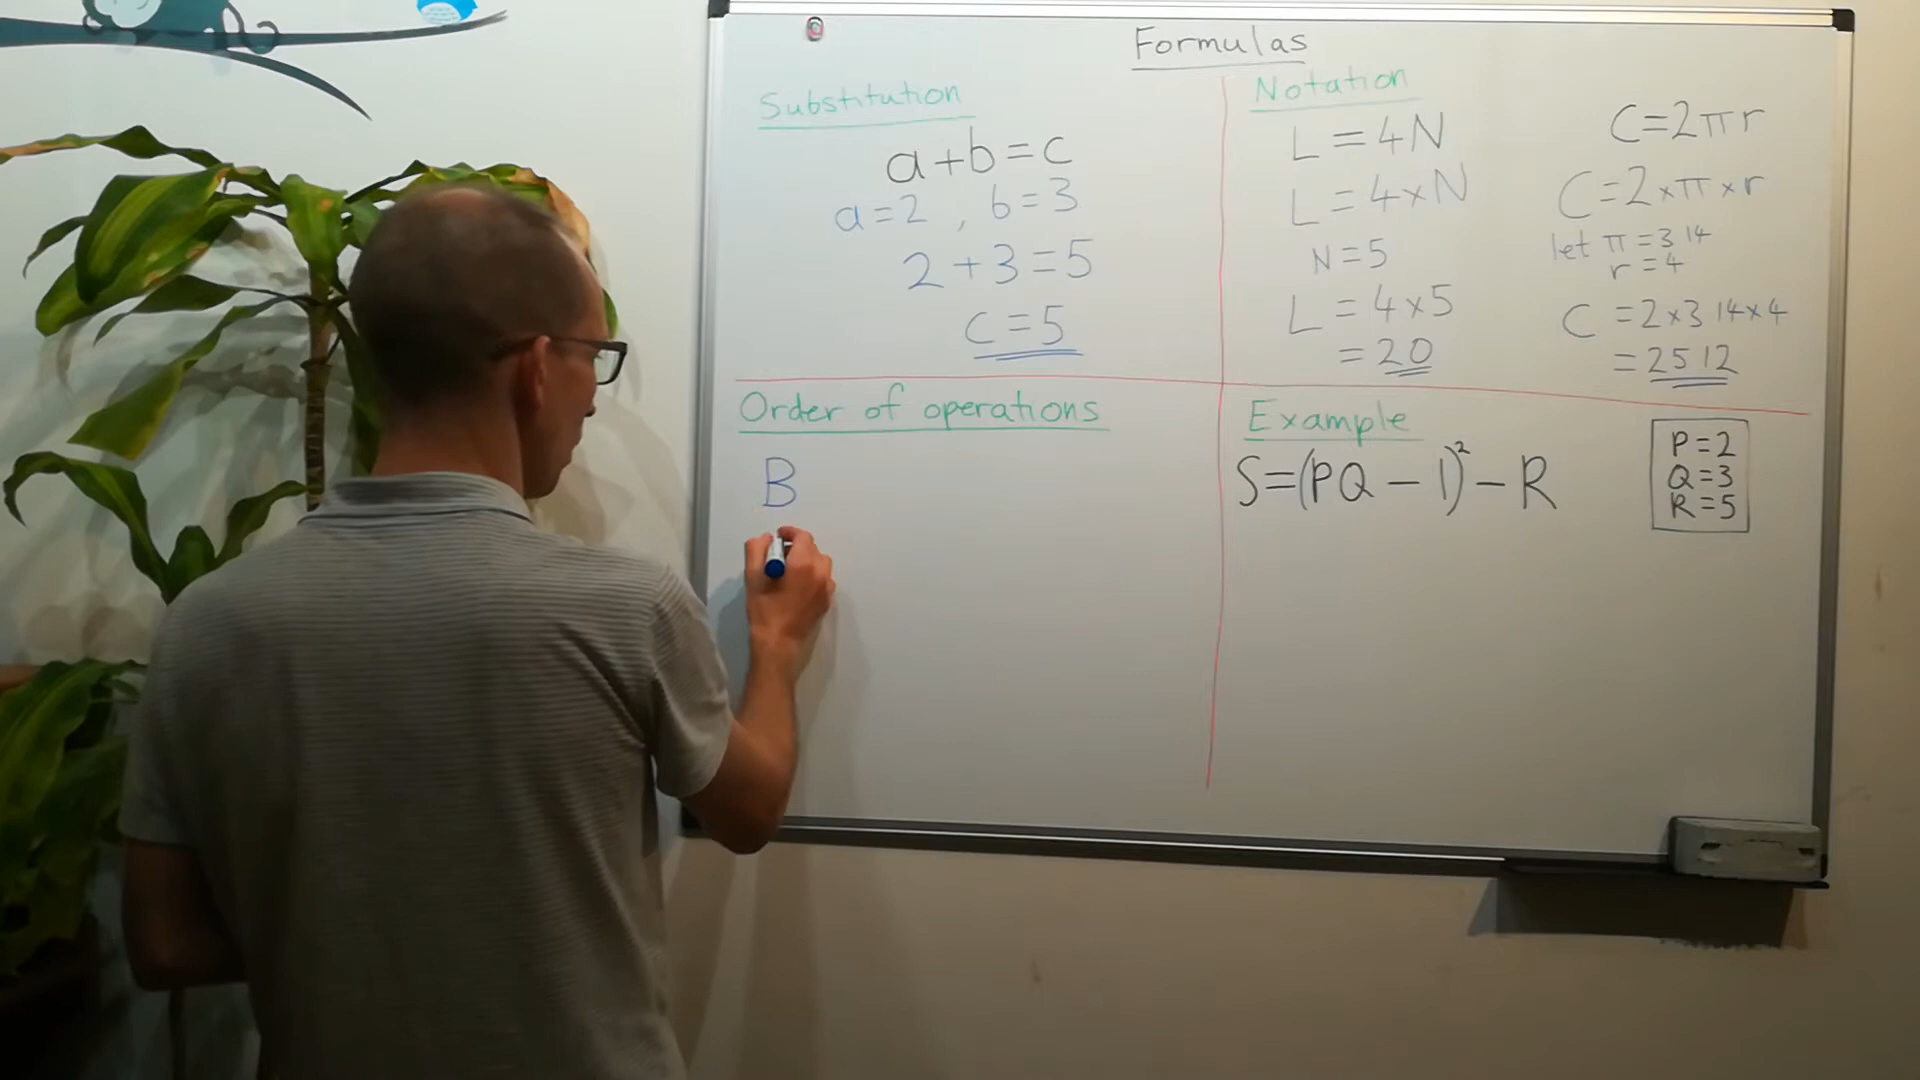 Formulas
Substitution
a+b=c
a=2 , b=3
2+3=5
c=5
Notation
L=4N
L=4×N
N=5
L=4×5
=20
C=2πr
C=2×π×r
let π=3 14
r=4
C=2×3 14×4
=25 12
Order of operations
B
Example
S=(PQ-1)²-R
P=2
Q=3
R=5